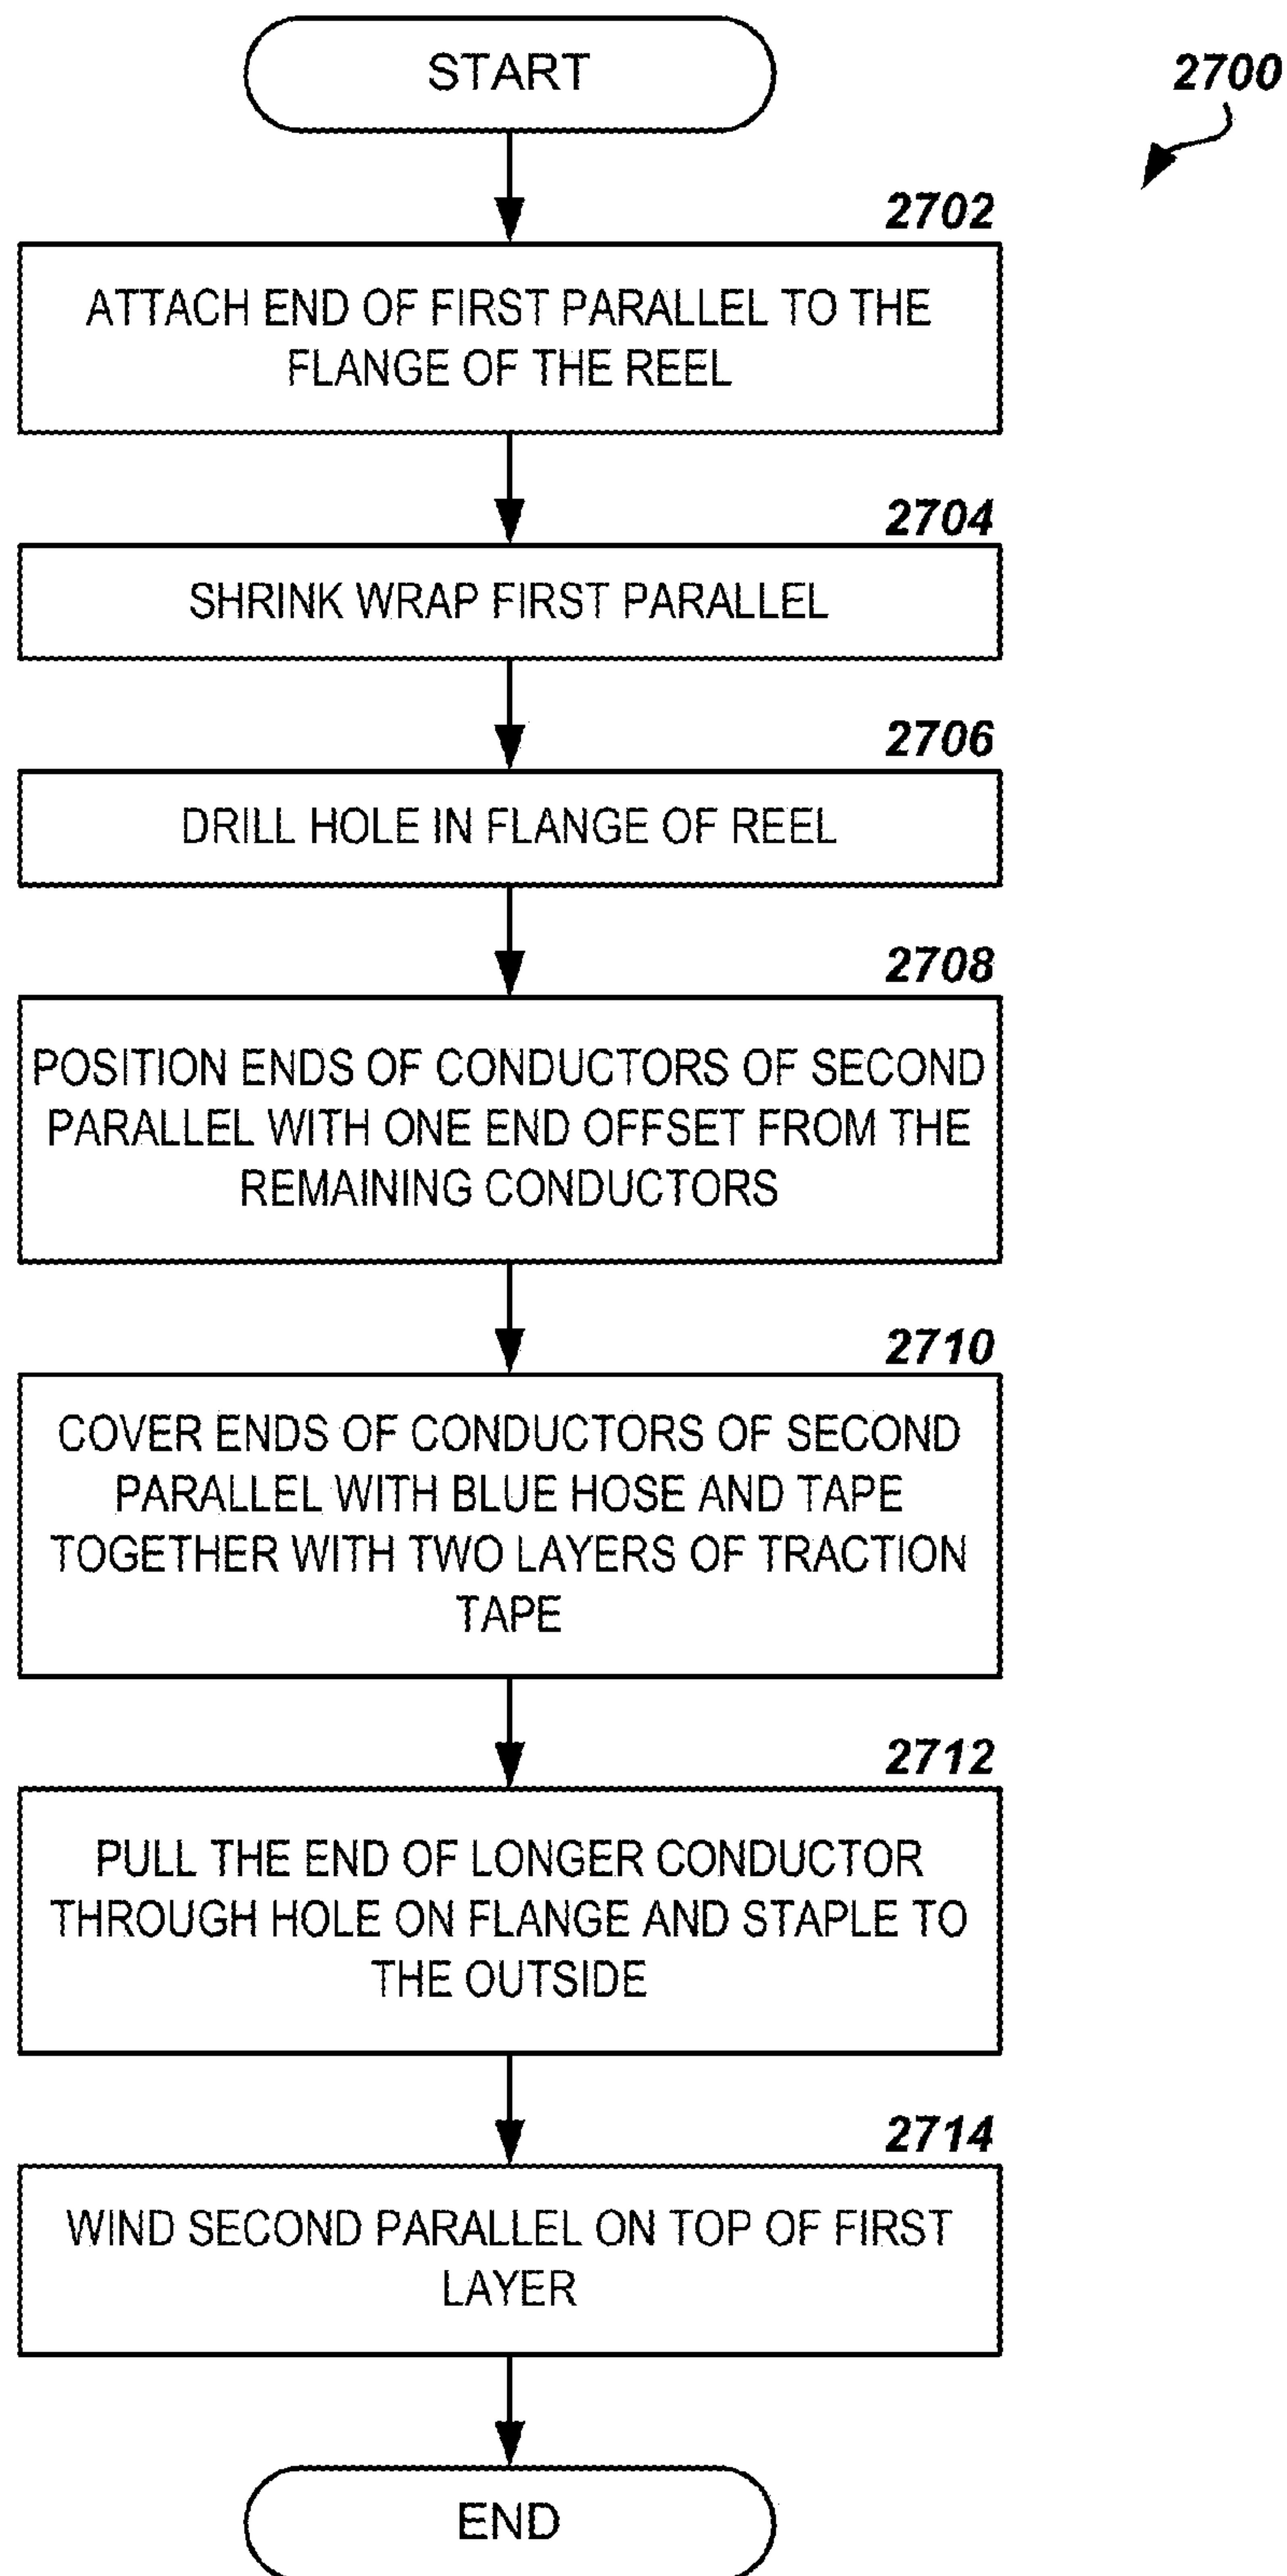 START
2700
2702
ATTACH END OF FIRST PARALLEL TO THE
FLANGE OF THE REEL
2704
SHRINK WRAP FIRST PARALLEL
2706
DRILL HOLE IN FLANGE OF REEL
2708
POSITION ENDS OF CONDUCTORS OF SECOND
PARALLEL WITH ONE END OFFSET FROM THE
REMAINING CONDUCTORS
2710
COVER ENDS OF CONDUCTORS OF SECOND
PARALLEL WITH BLUE HOSE AND TAPE
TOGETHER WITH TWO LAYERS OF TRACTION
TAPE
2712
PULL THE END OF LONGER CONDUCTOR
THROUGH HOLE ON FLANGE AND STAPLE TO
THE OUTSIDE
2714
WIND SECOND PARALLEL ON TOP OF FIRST
LAYER
END